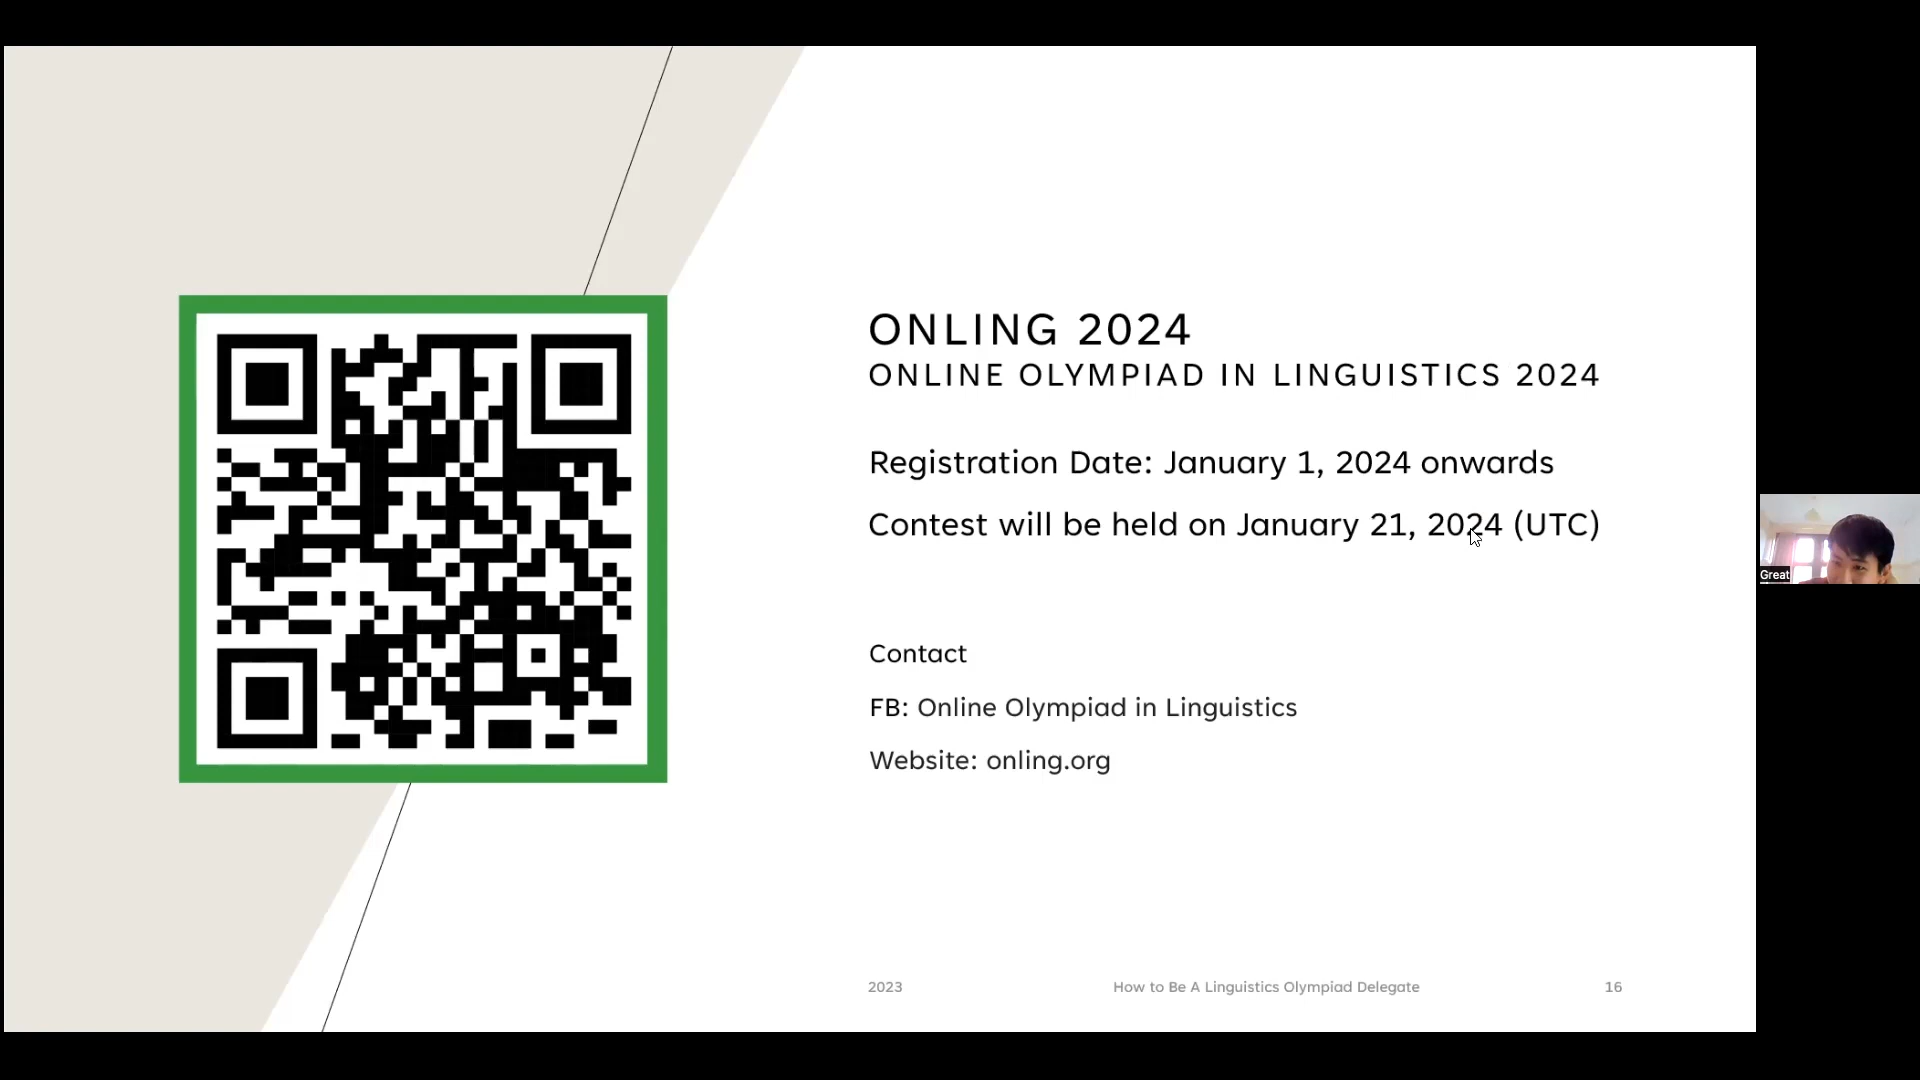 ONLING 2024
ONLINE OLYMPIAD IN LINGUISTICS 2024
Registration Date: January 1, 2024 onwards
Contest will be held on January 21, 2024 (UTC)
Contact
FB: Online Olympiad in Linguistics
Website: onling.org
2023
How to Be A Linguistics Olympiad Delegate
16
Great